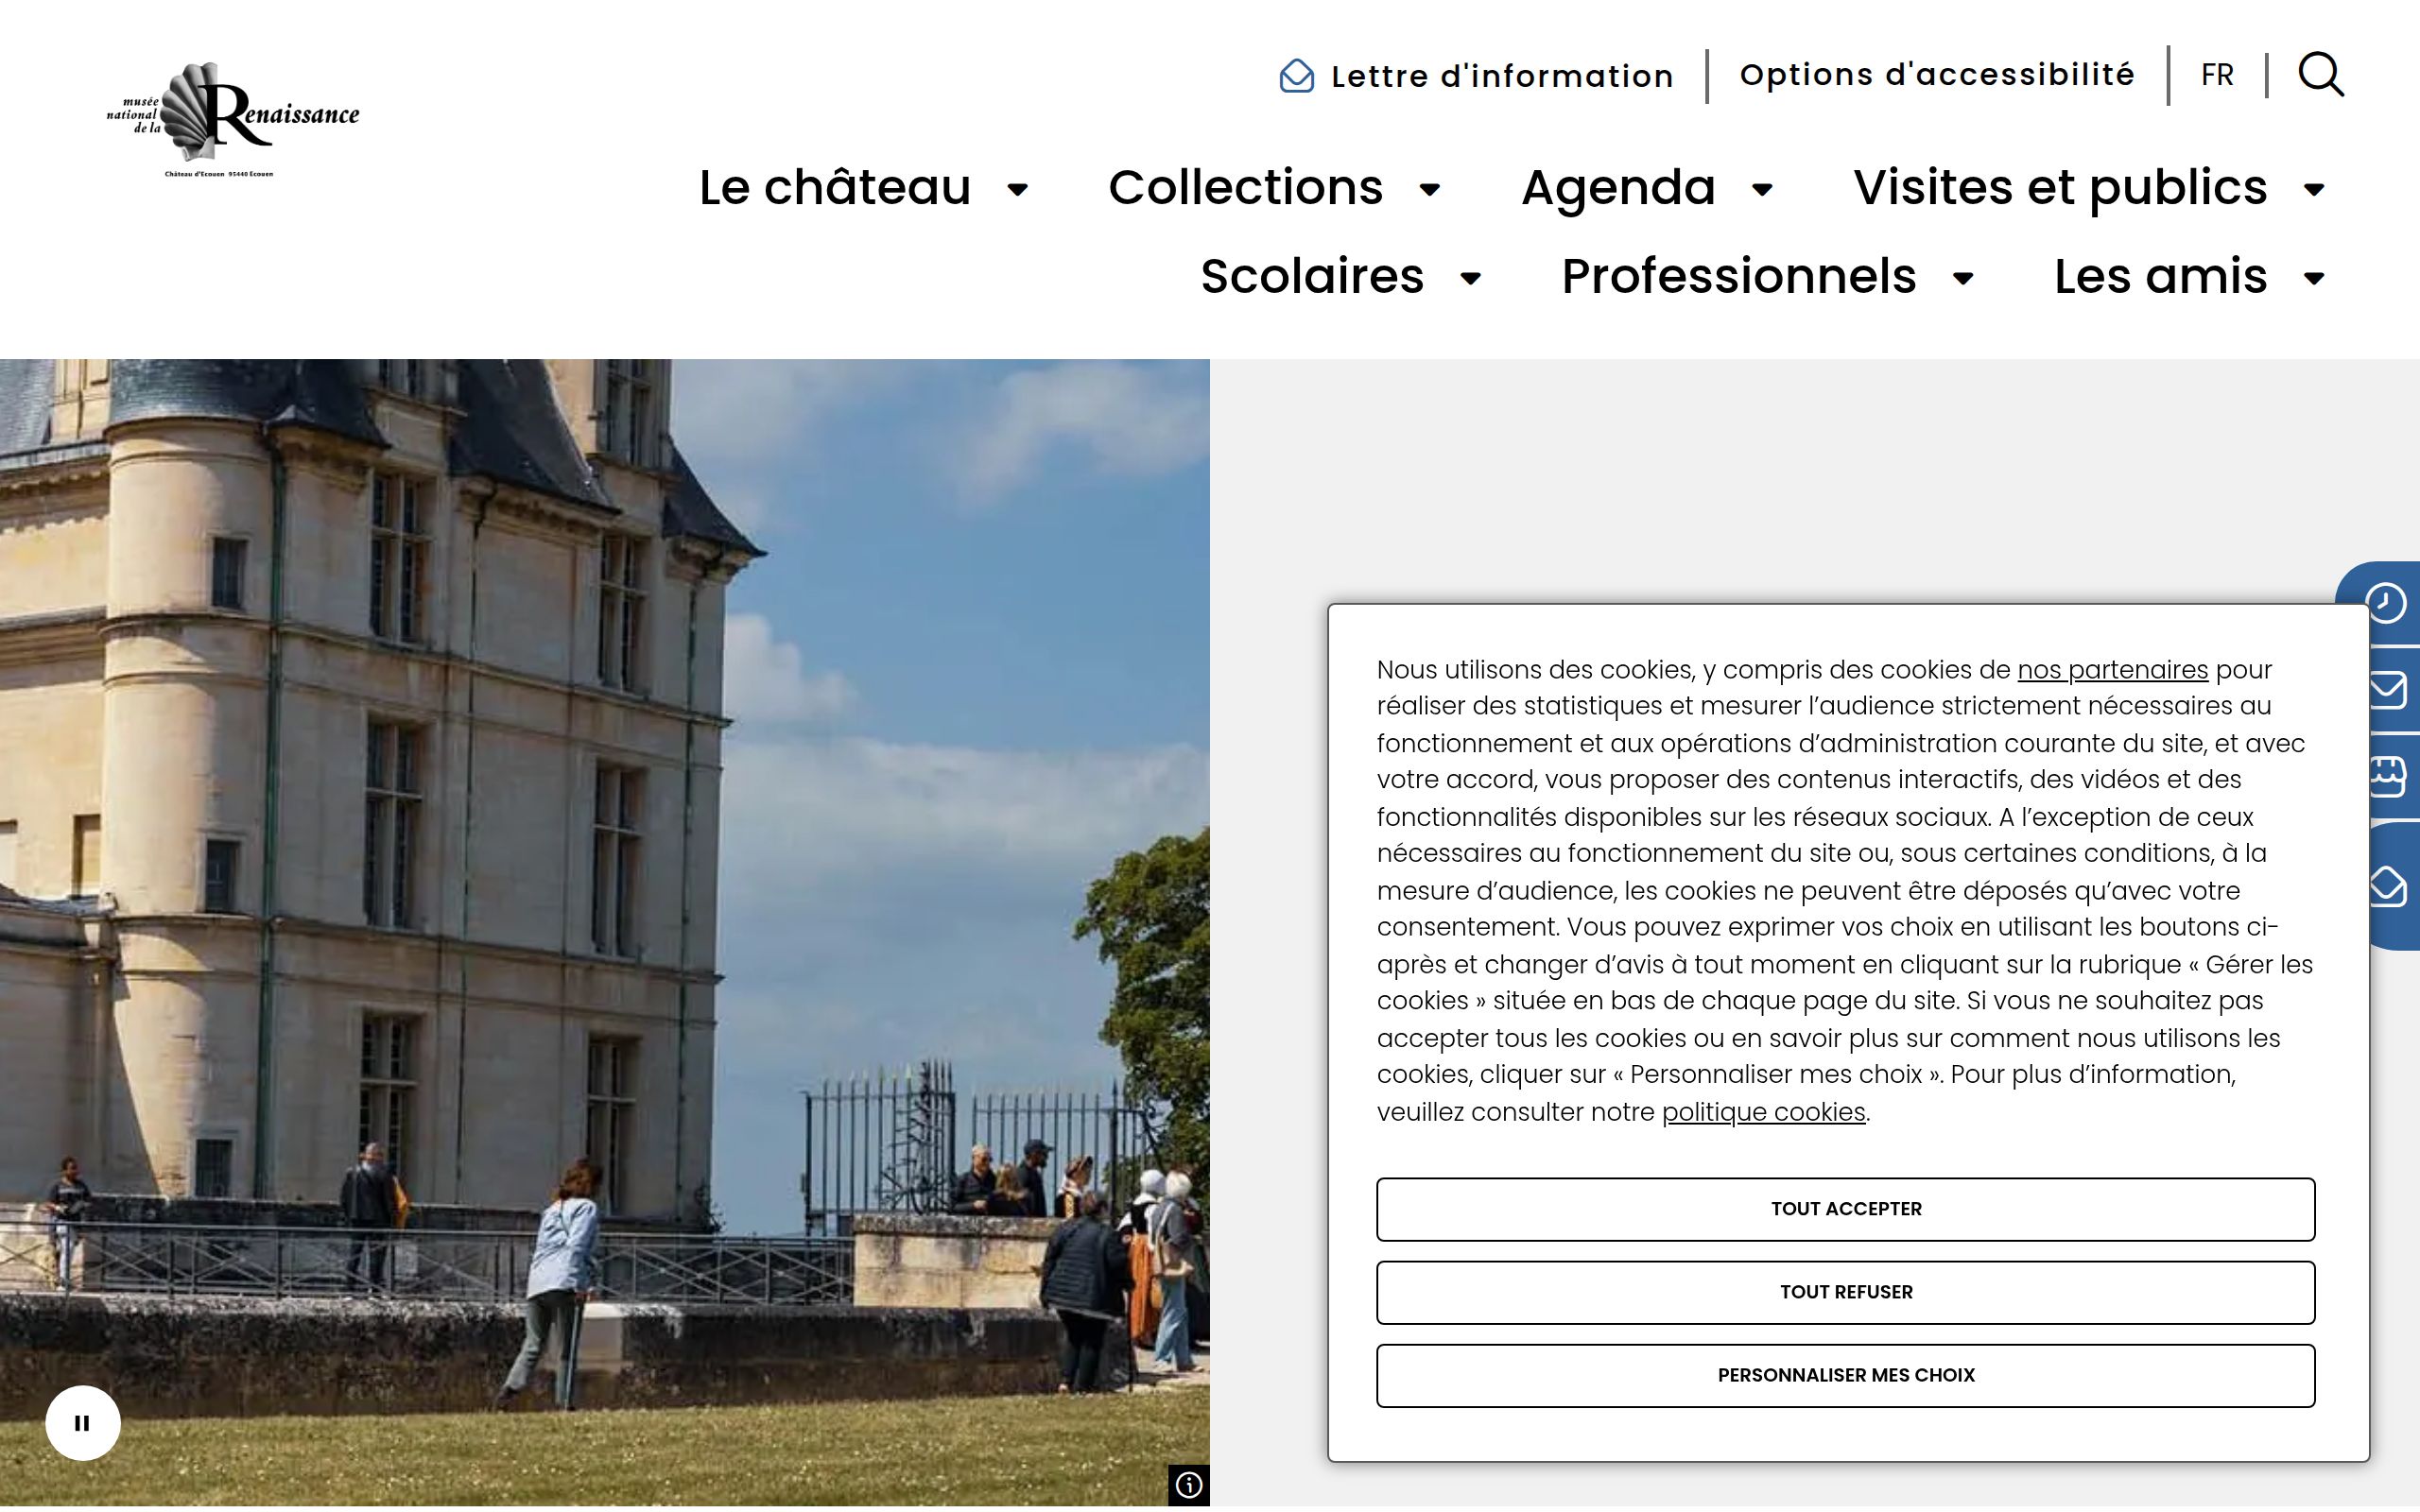 musée
national
de la
Renaissance
Château d'Ecouen 95440 Ecouen
Lettre d'information
Options d'accessibilité
FR
Le château
Collections
Agenda
Visites et publics
Scolaires
Professionnels
Les amis
Nous utilisons des cookies, y compris des cookies de nos partenaires pour
réaliser des statistiques et mesurer l’audience strictement nécessaires au
fonctionnement et aux opérations d’administration courante du site, et avec
votre accord, vous proposer des contenus interactifs, des vidéos et des
fonctionnalités disponibles sur les réseaux sociaux. A l’exception de ceux
nécessaires au fonctionnement du site ou, sous certaines conditions, à la
mesure d’audience, les cookies ne peuvent être déposés qu’avec votre
consentement. Vous pouvez exprimer vos choix en utilisant les boutons ci-
après et changer d’avis à tout moment en cliquant sur la rubrique « Gérer les
cookies » située en bas de chaque page du site. Si vous ne souhaitez pas
accepter tous les cookies ou en savoir plus sur comment nous utilisons les
cookies, cliquer sur « Personnaliser mes choix ». Pour plus d’information,
veuillez consulter notre politique cookies.
TOUT ACCEPTER
TOUT REFUSER
PERSONNALISER MES CHOIX